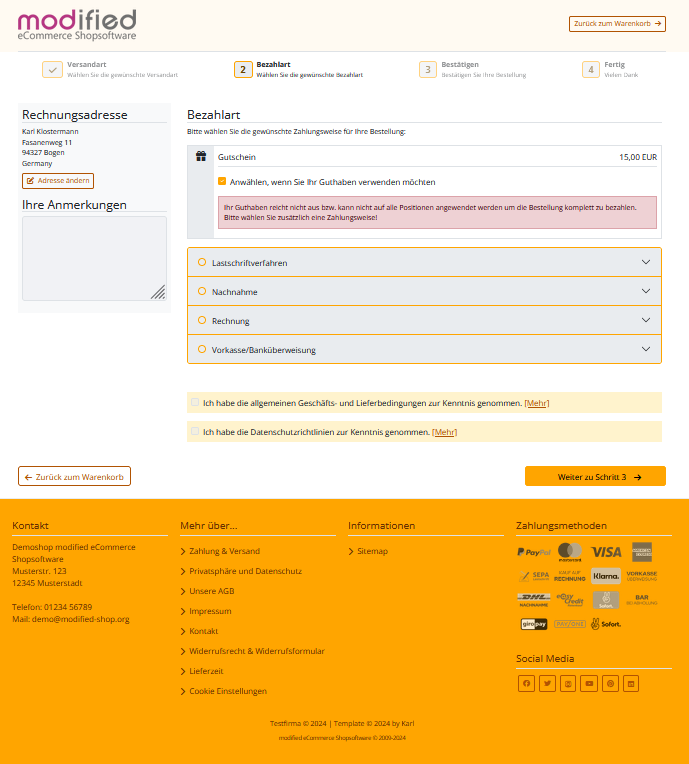 modified
eCommerce Shopsoftware
Zurück zum Warenkorb
Versandart
Wählen Sie die gewünschte Versandart
2
Bezahlart
Wählen Sie die gewünschte Bezahlart
3
Bestätigen
Bestätigen Sie Ihre Bestellung
4
Fertig
Vielen Dank
Rechnungsadresse
Karl Klostermann
Fasanenweg 11
94327 Bogen
Germany
Adresse ändern
Ihre Anmerkungen
Bezahlart
Bitte wählen Sie die gewünschte Zahlungsweise für Ihre Bestellung:
Gutschein 15,00 EUR
Anwählen, wenn Sie Ihr Guthaben verwenden möchten
Ihr Guthaben reicht nicht aus bzw. kann nicht auf alle Positionen angewendet werden um die Bestellung komplett zu bezahlen.
Bitte wählen Sie zusätzlich eine Zahlungsweise!
Lastschriftverfahren
Nachnahme
Rechnung
Vorkasse/Banküberweisung
Ich habe die allgemeinen Geschäfts- und Lieferbedingungen zur Kenntnis genommen. [Mehr]
Ich habe die Datenschutzrichtlinien zur Kenntnis genommen. [Mehr]
Zurück zum Warenkorb
Weiter zu Schritt 3
Kontakt
Demoshop modified eCommerce
Shopsoftware
Musterstr. 123
12345 Musterstadt
Telefon: 01234 56789
Mail: demo@modified-shop.org
Mehr über...
Zahlung & Versand
Privatsphäre und Datenschutz
Unsere AGB
Impressum
Kontakt
Widerrufsrecht & Widerrufsformular
Lieferzeit
Cookie Einstellungen
Informationen
Sitemap
Zahlungsmethoden
PayPal
VISA
SEPA
KAUF AUF
RECHNUNG
Klarna.
VORKASSE
ÜBERWEISUNG
DHL
NACHNAHME
easy
Credit
Sofort.
BAR
BEI ABHOLUNG
giropay
Sofort.
Social Media
Testfirma © 2024 | Template © 2024 by Karl
modified eCommerce Shopsoftware © 2009-2024